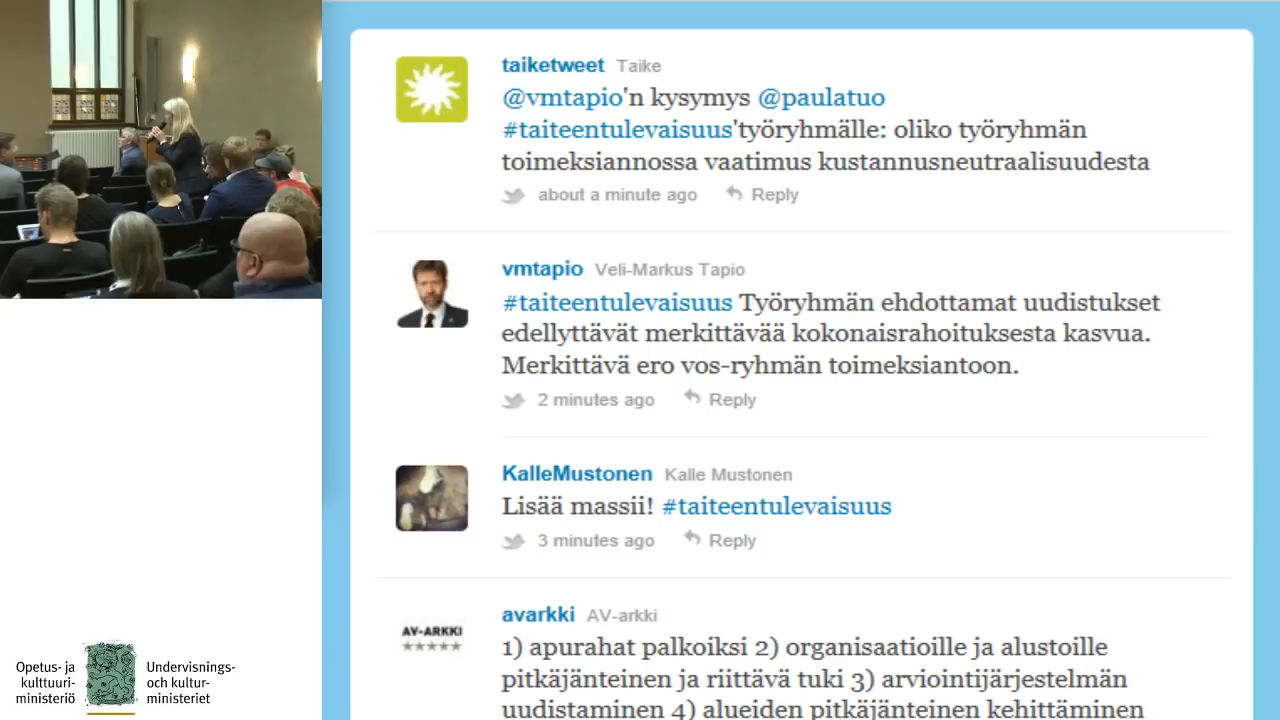 taiketweet Taike
@vmtapio'n kysymys @paulatuo
#taiteentulevaisuus'työryhmälle: oliko työryhmän
toimeksiannossa vaatimus kustannusneutraalisuudesta
about a minute ago Reply
vmtapio Veli-Markus Tapio
#taiteentulevaisuus Työryhmän ehdottamat uudistukset
edellyttävät merkittävää kokonaisrahoituksesta kasvua.
Merkittävä ero vos-ryhmän toimeksiantoon.
2 minutes ago Reply
KalleMustonen Kalle Mustonen
Lisää massii! #taiteentulevaisuus
3 minutes ago Reply
avarkki AV-arkki
AV-ARKKI
1) apurahat palkoiksi 2) organisaatioille ja alustoille
pitkäjänteinen ja riittävä tuki 3) arviointijärjestelmän
uudistaminen 4) alueiden pitkäjänteinen kehittäminen
Opetus- ja
kulttuuri-
ministeriö
Undervisnings-
och kultur-
ministeriet